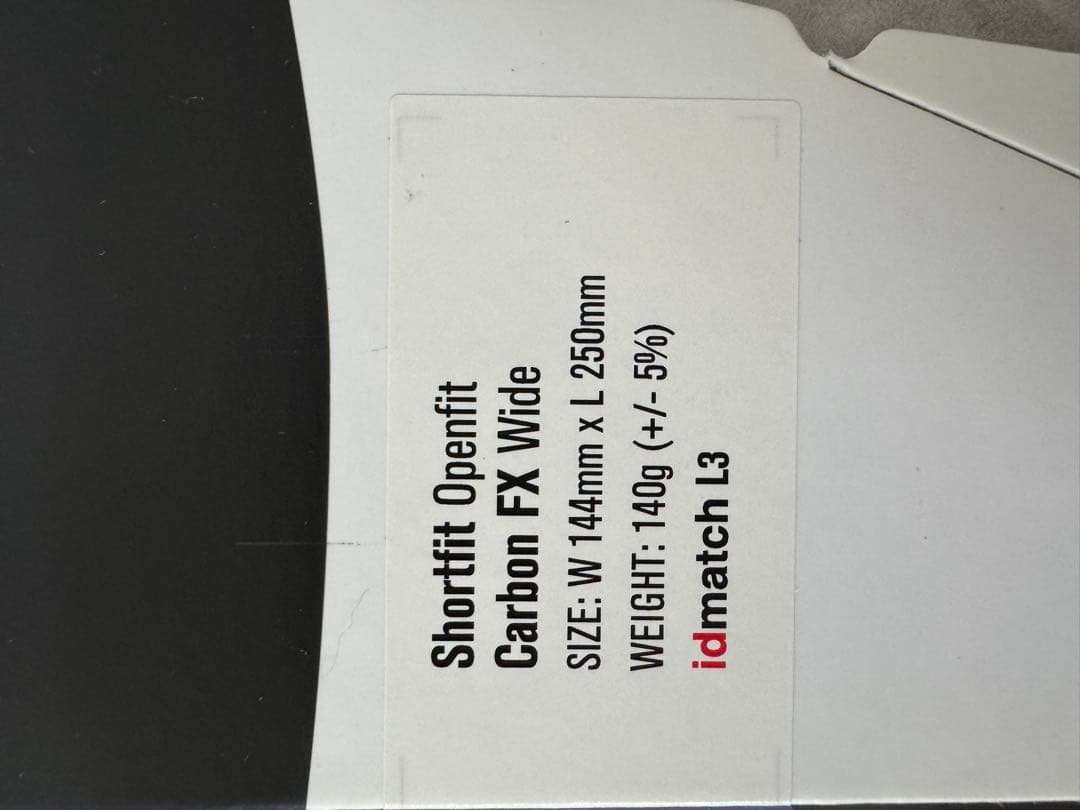 Shortfit Openfit
Carbon FX Wide
SIZE: W 144mm x L 250mm
WEIGHT: 140g (+/- 5%)
idmatch L3